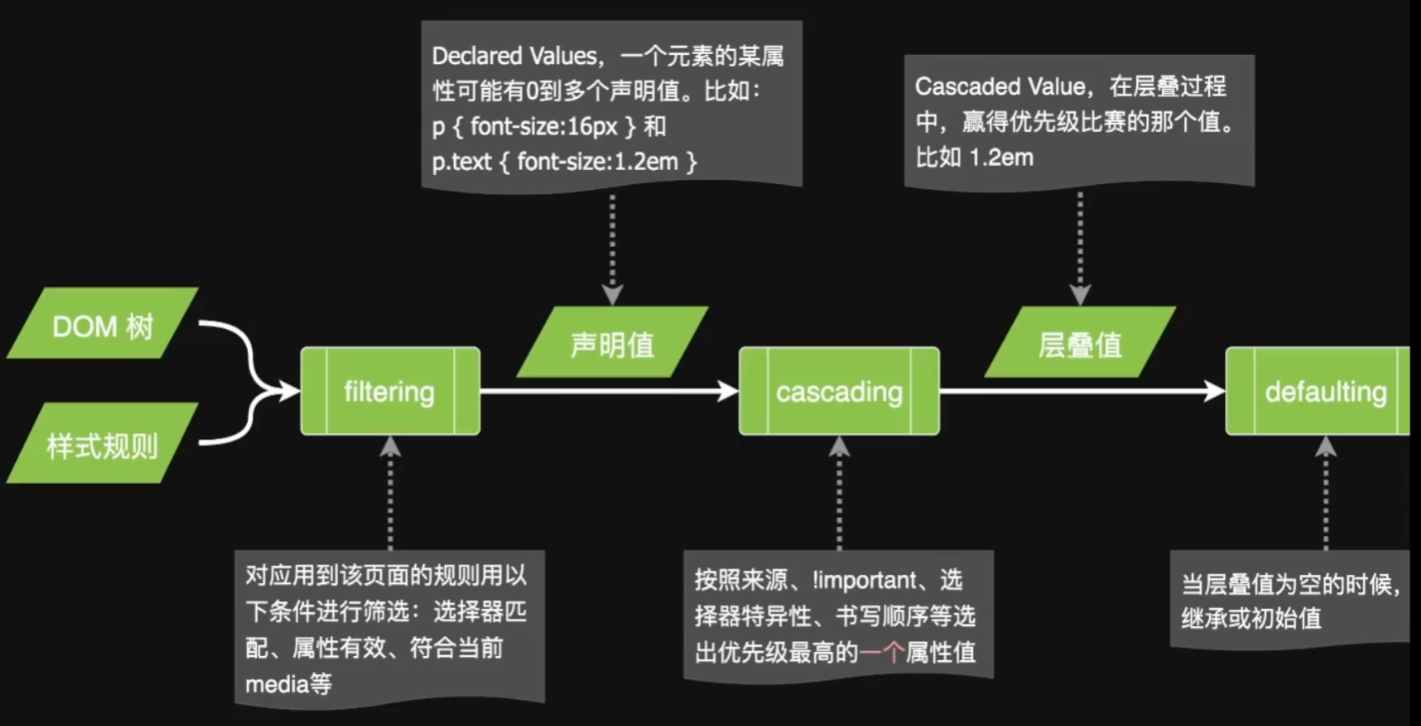 Declared Values，一个元素的某属
性可能有0到多个声明值。比如：
p { font-size:16px } 和
p.text { font-size:1.2em }
Cascaded Value，在层叠过程
中，赢得优先级比赛的那个值。
比如 1.2em
DOM 树
样式规则
filtering
声明值
cascading
层叠值
defaulting
对应用到该页面的规则用以
下条件进行筛选：选择器匹
配、属性有效、符合当前
media等
按照来源、!important、选
择器特异性、书写顺序等选
出优先级最高的一个属性值
当层叠值为空的时候，
继承或初始值